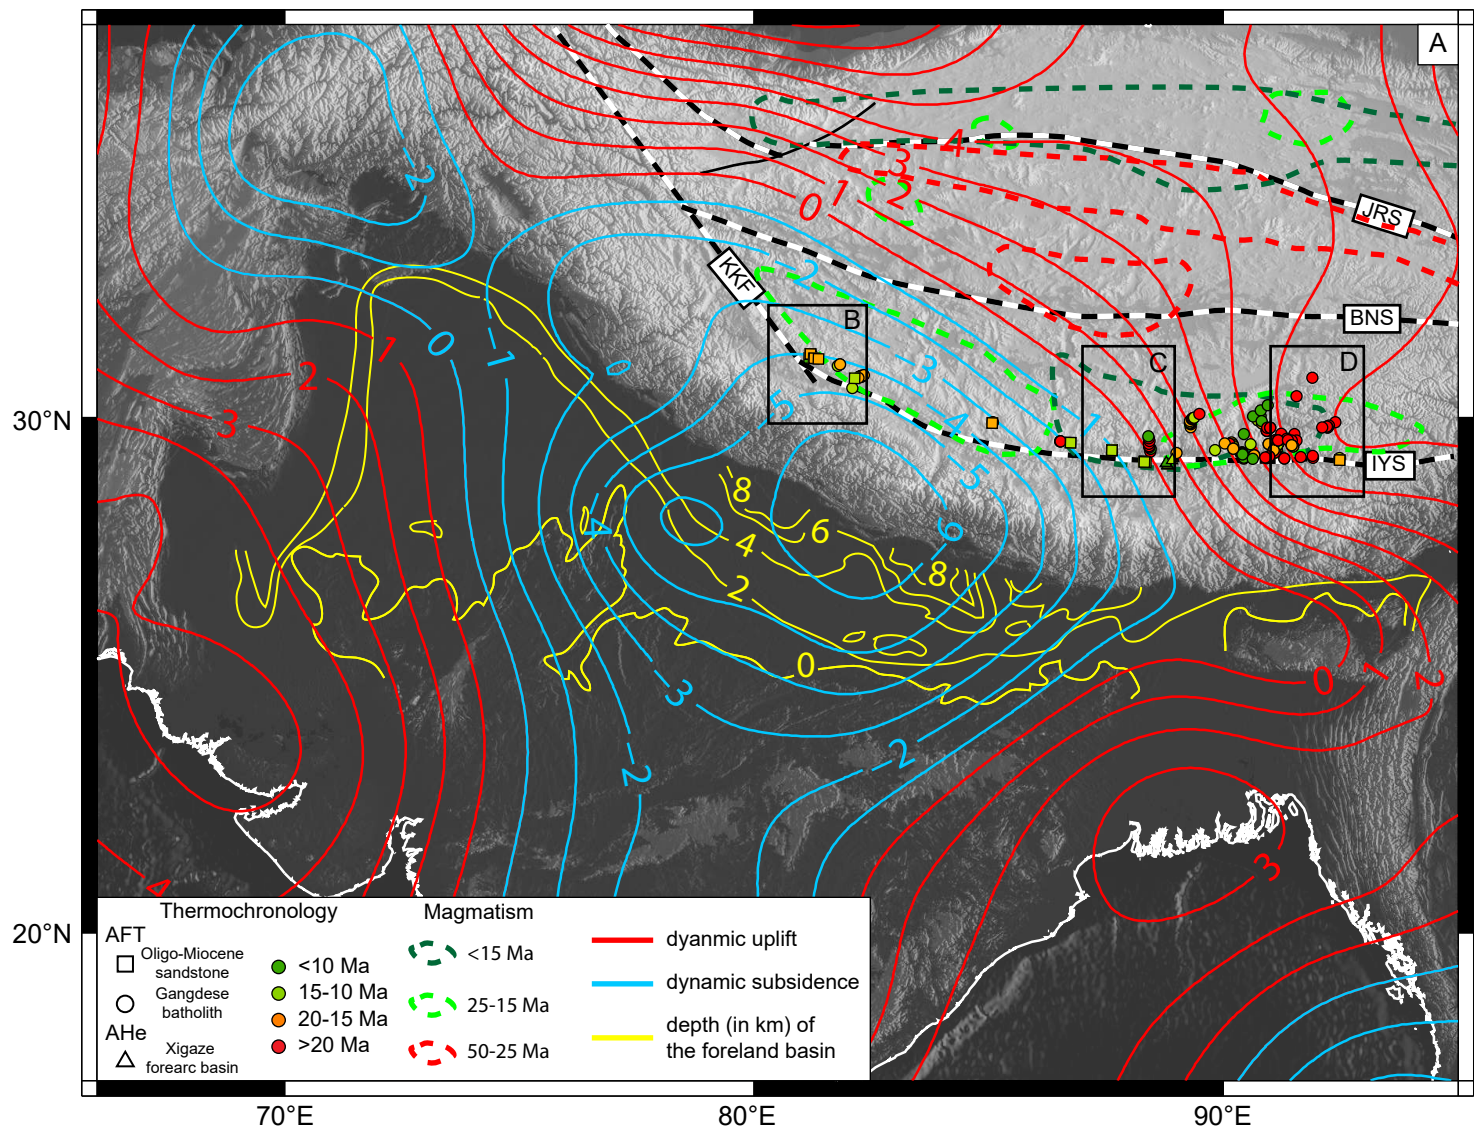 A
2
4
3
1
2
0
JRS
KKF
2
BNS
B
C
D
0
1
0
1
2
3
3
5
4
1
30°N
IYS
5
8
6
4
4
6
8
2
0
3
0
1
2
2
2
3
4
20°N
Thermochronology
Magmatism
AFT
Oligo-Miocene
sandstone
Gangdese
batholith
AHe
Xigaze
forearc basin
<10 Ma
15-10 Ma
20-15 Ma
>20 Ma
<15 Ma
25-15 Ma
50-25 Ma
dyanmic uplift
dynamic subsidence
depth (in km) of
the foreland basin
70°E
80°E
90°E